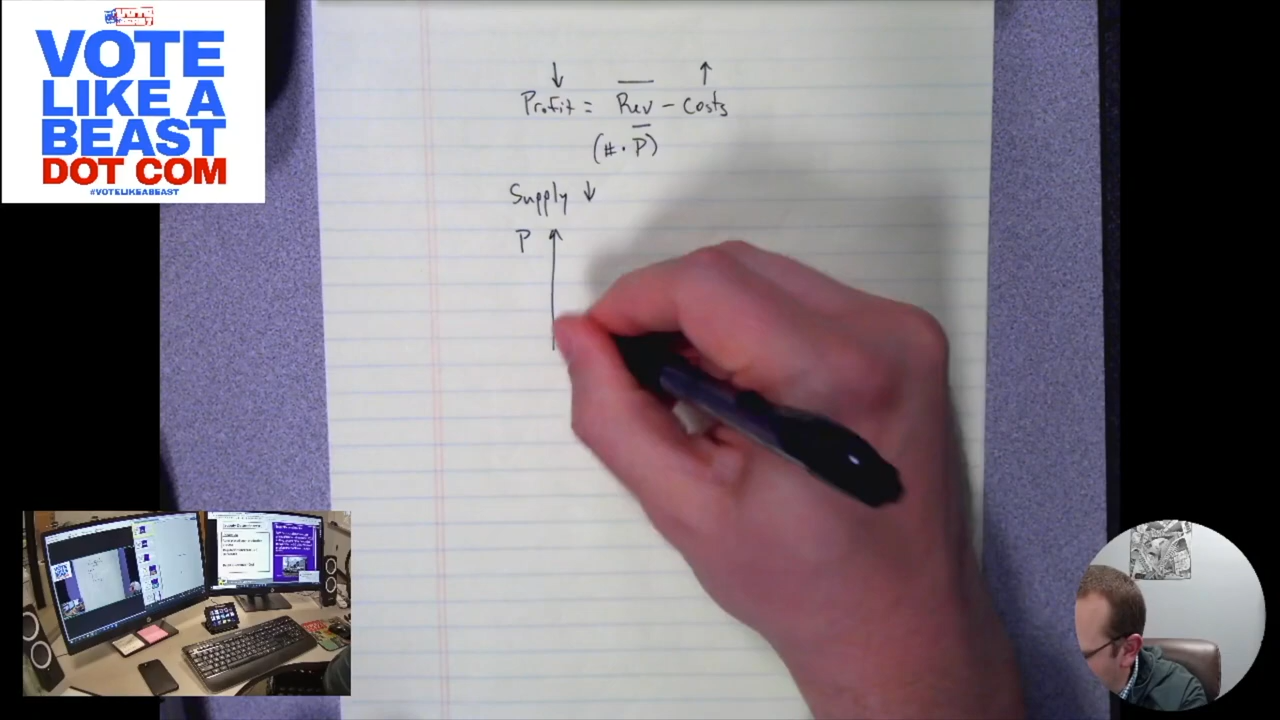 VOTE
LIKE A
BEAST
DOT COM
#VOTELIKEABEAST
↓ ↑
Profit = Rev - Costs
(# · P)
Supply ↓
P